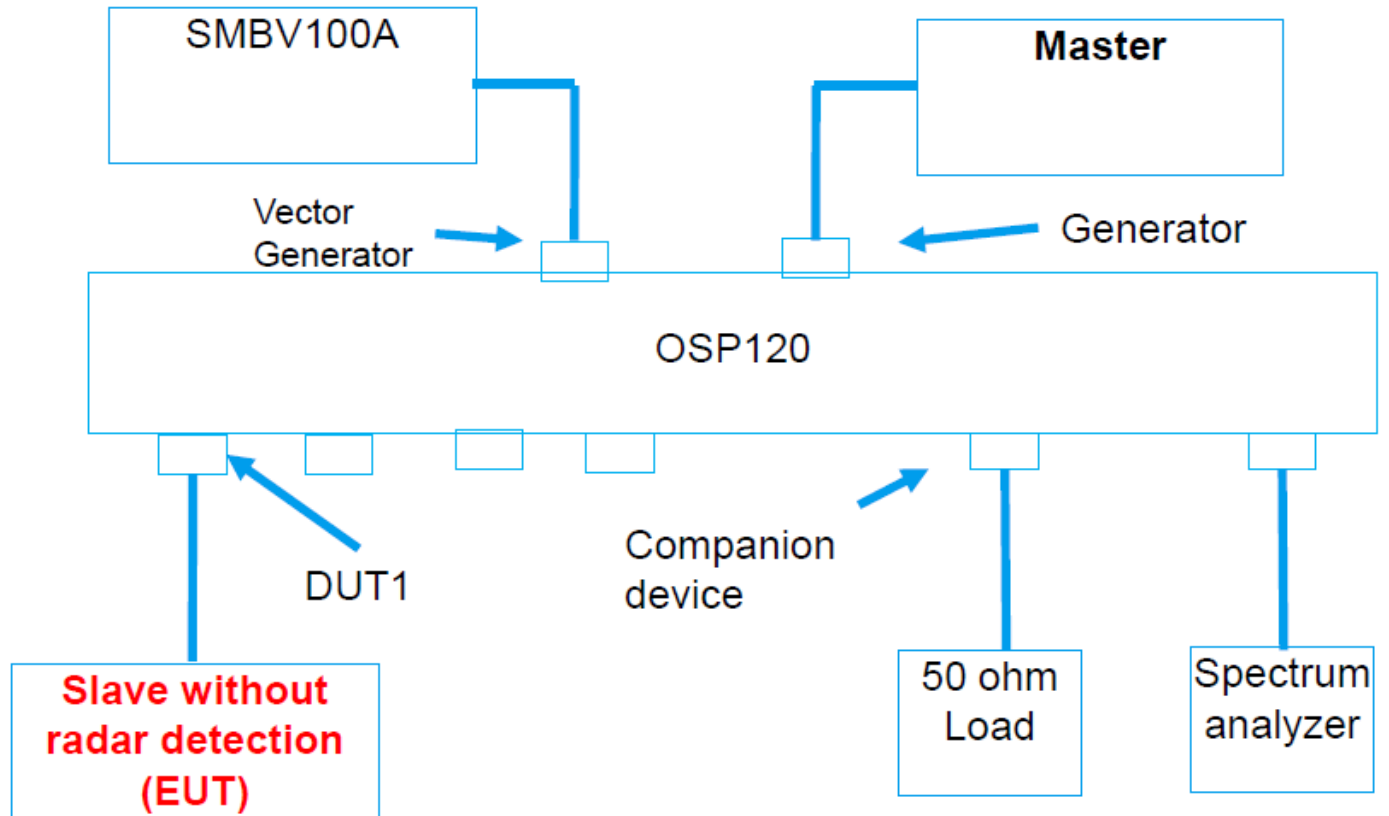 SMBV100A
Master
Vector
Generator
Generator
OSP120
DUT1
Companion
device
Slave without
radar detection
(EUT)
50 ohm
Load
Spectrum
analyzer